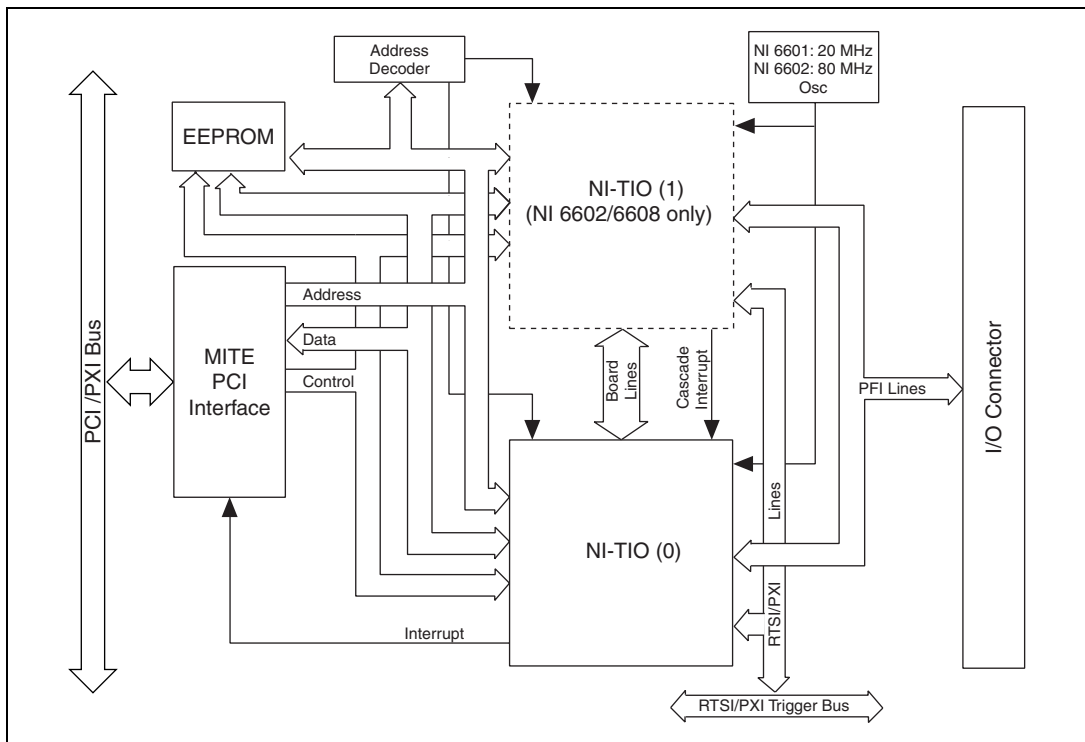 Address
Decoder
NI 6601: 20 MHz
NI 6602: 80 MHz
Osc
EEPROM
NI-TIO (1)
(NI 6602/6608 only)
PCI /PXI Bus
MITE
PCI
Interface
Address
Data
Control
Board
Lines
Cascade
Interrupt
PFI Lines
I/O Connector
Lines
NI-TIO (0)
RTSI/PXI
Interrupt
RTSI/PXI Trigger Bus